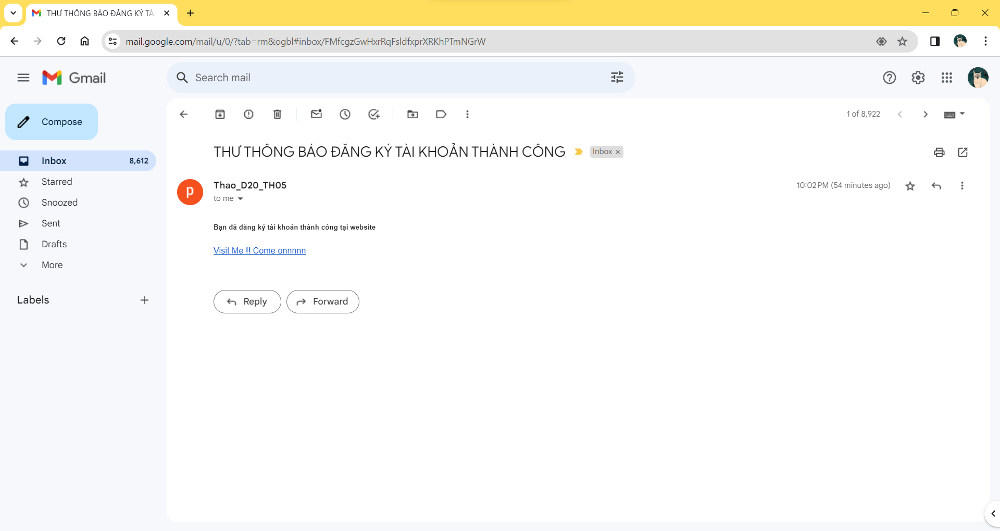 THƯ THÔNG BÁO ĐĂNG KÝ TÀI
mail.google.com/mail/u/0/?tab=rm&ogbl#inbox/FMfcgzGwHxrRqFsldfxprXRKhPTmNGrW
Gmail
Search mail
Compose
1 of 8,922
THƯ THÔNG BÁO ĐĂNG KÝ TÀI KHOẢN THÀNH CÔNG
Inbox
Inbox 8,612
Starred
Snoozed
Sent
Drafts
More
Labels
p
Thao_D20_TH05
10:02 PM (54 minutes ago)
to me
Bạn đã đăng ký tài khoản thành công tại website
Visit Me !! Come onnnnn
Reply
Forward